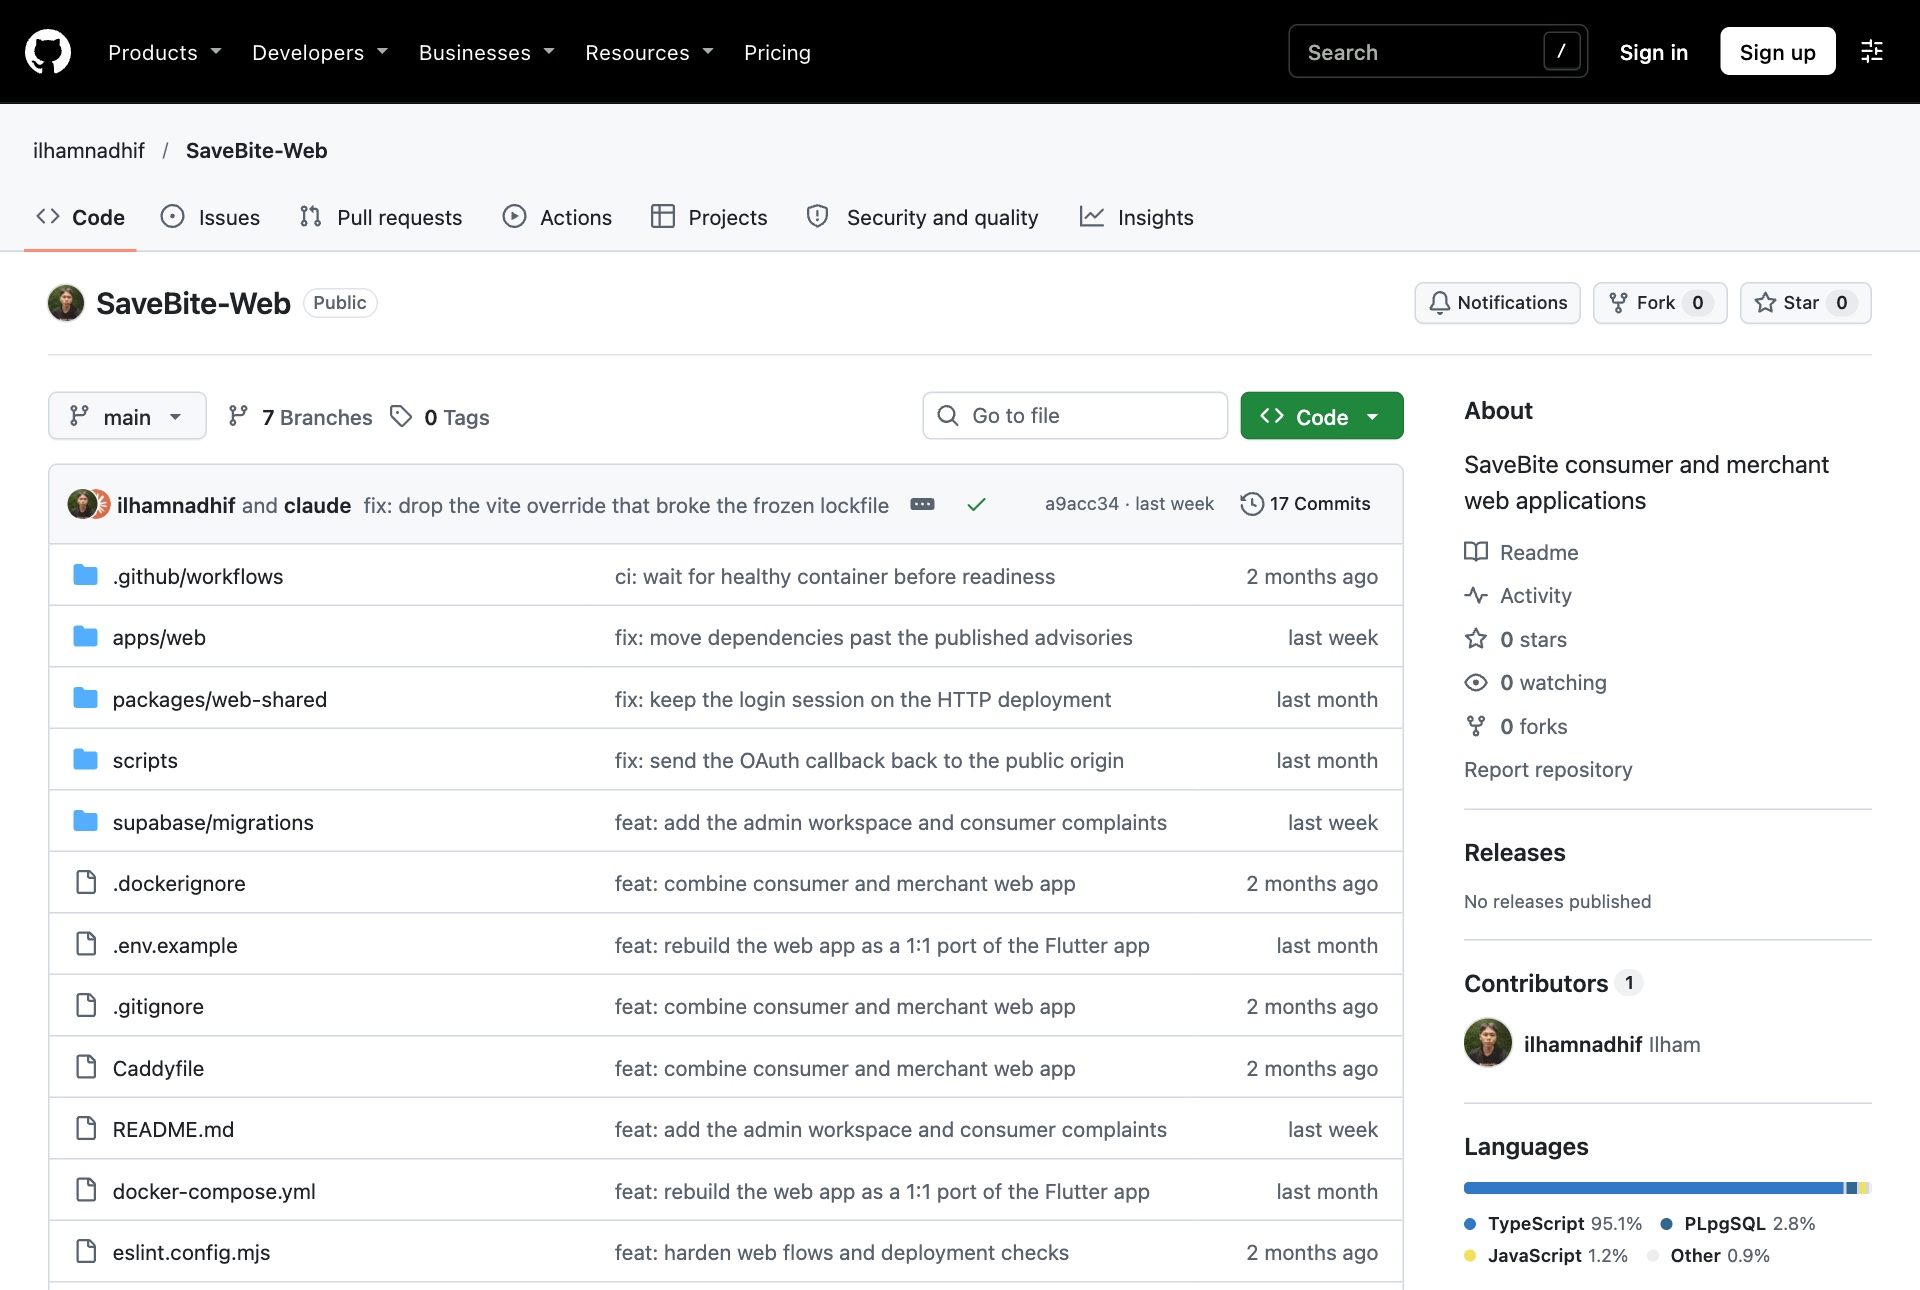 Products Developers Businesses Resources Pricing Search / Sign in Sign up
ilhamnadhif / SaveBite-Web
Code Issues Pull requests Actions Projects Security and quality Insights
SaveBite-Web Public Notifications Fork 0 Star 0
main 7 Branches 0 Tags Go to file Code
ilhamnadhif and claude fix: drop the vite override that broke the frozen lockfile a9acc34 · last week 17 Commits
.github/workflows ci: wait for healthy container before readiness 2 months ago
apps/web fix: move dependencies past the published advisories last week
packages/web-shared fix: keep the login session on the HTTP deployment last month
scripts fix: send the OAuth callback back to the public origin last month
supabase/migrations feat: add the admin workspace and consumer complaints last week
.dockerignore feat: combine consumer and merchant web app 2 months ago
.env.example feat: rebuild the web app as a 1:1 port of the Flutter app last month
.gitignore feat: combine consumer and merchant web app 2 months ago
Caddyfile feat: combine consumer and merchant web app 2 months ago
README.md feat: add the admin workspace and consumer complaints last week
docker-compose.yml feat: rebuild the web app as a 1:1 port of the Flutter app last month
eslint.config.mjs feat: harden web flows and deployment checks 2 months ago
About
SaveBite consumer and merchant
web applications
Readme
Activity
0 stars
0 watching
0 forks
Report repository
Releases
No releases published
Contributors 1
ilhamnadhif Ilham
Languages
TypeScript 95.1% PLpgSQL 2.8%
JavaScript 1.2% Other 0.9%